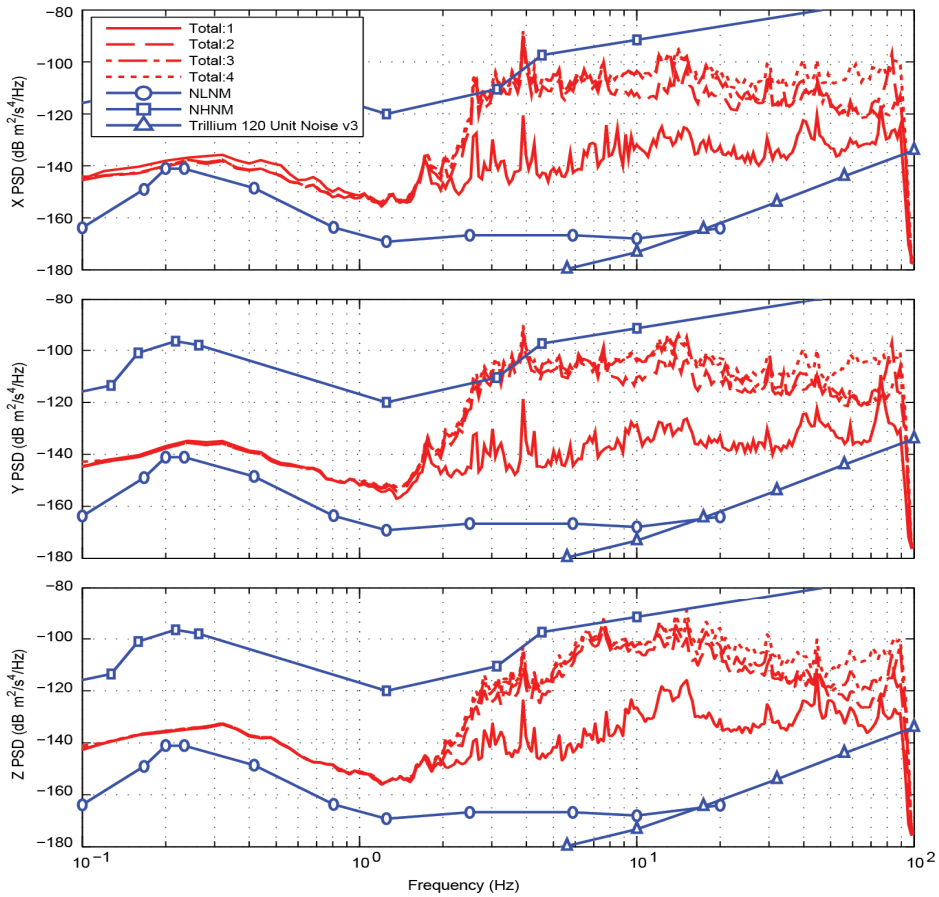 −80
−100
−120
−140
−160
−180
X PSD (dB m²/s⁴/Hz)
Total:1
Total:2
Total:3
Total:4
NLNM
NHNM
Trillium 120 Unit Noise v3
−80
−100
−120
−140
−160
−180
Y PSD (dB m²/s⁴/Hz)
−80
−100
−120
−140
−160
−180
Z PSD (dB m²/s⁴/Hz)
10⁻¹ 10⁰ 10¹ 10²
Frequency (Hz)